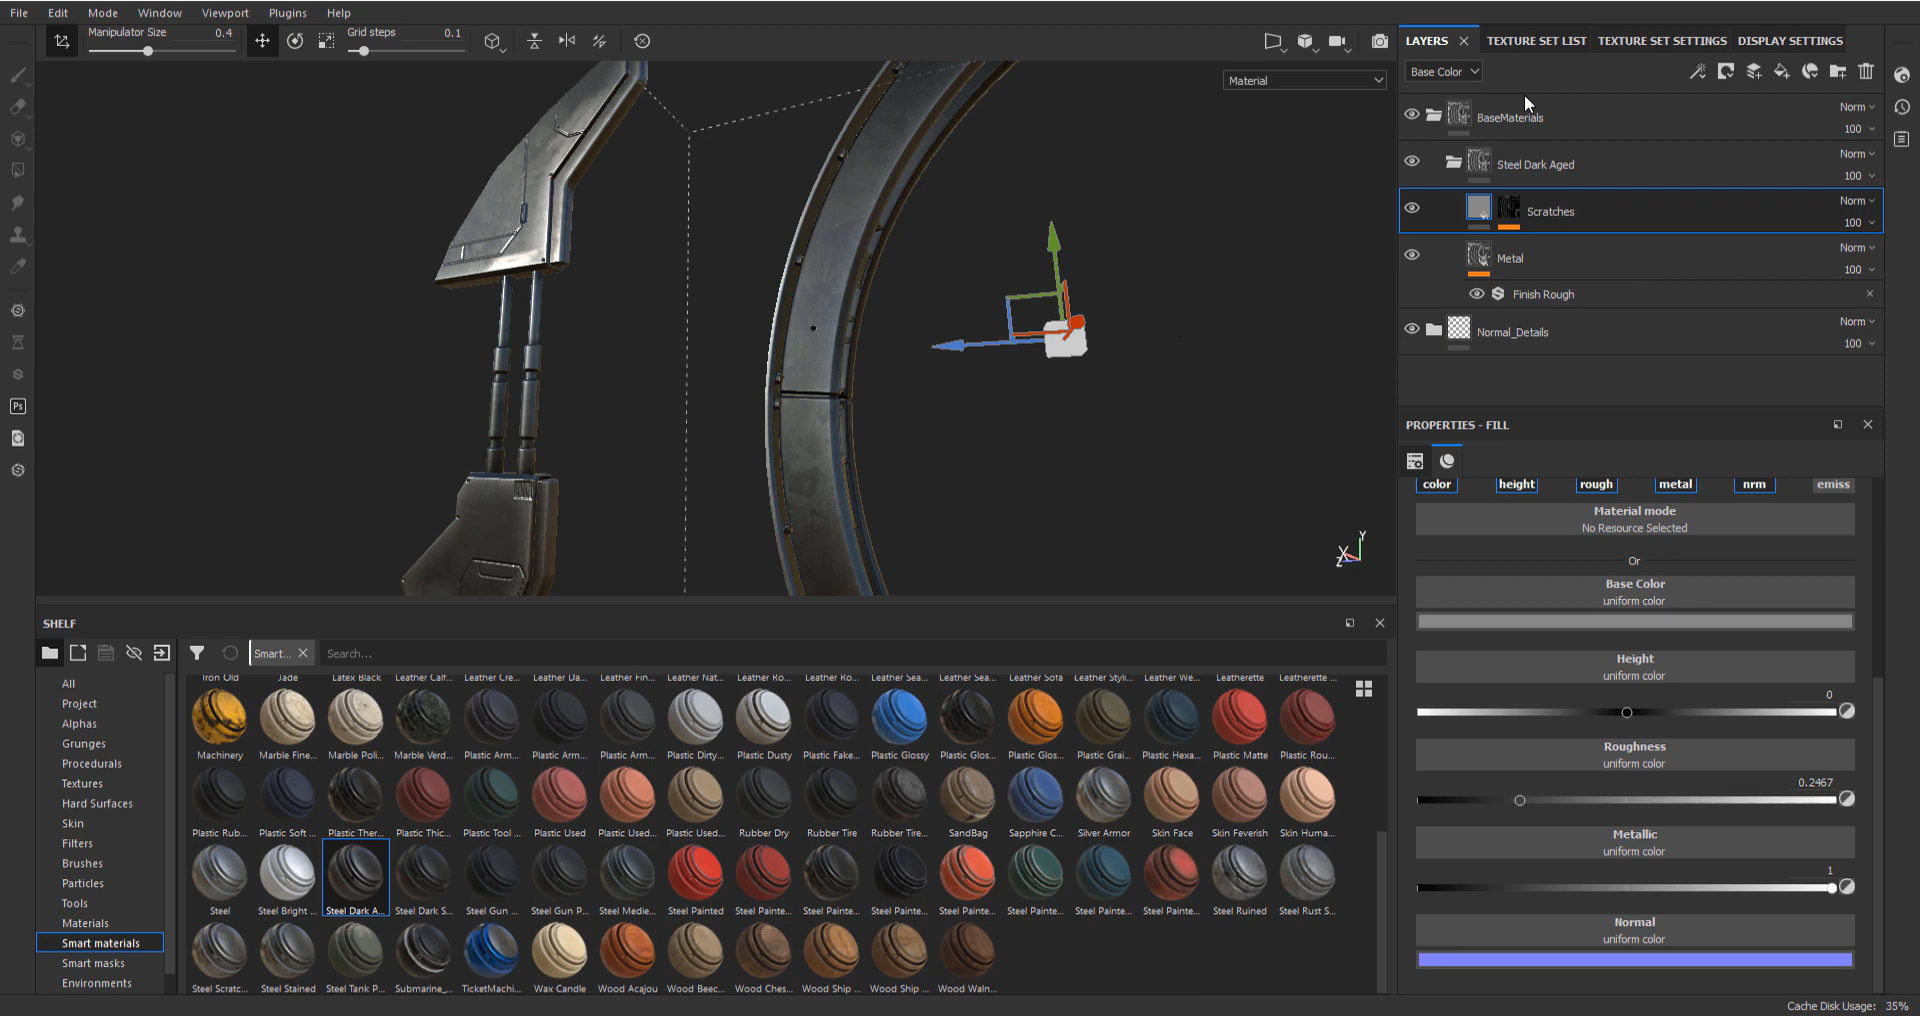 File Edit Mode Window Viewport Plugins Help
Manipulator Size 0.4
Grid steps 0.1
Material
LAYERS
TEXTURE SET LIST
TEXTURE SET SETTINGS
DISPLAY SETTINGS
Base Color
BaseMaterials
Norm
100
Steel Dark Aged
Norm
100
Scratches
Norm
100
Metal
Norm
100
Finish Rough
Normal_Details
Norm
100
Ps
Y
X
Z
PROPERTIES - FILL
color height rough metal nrm emiss
Material mode
No Resource Selected
Or
Base Color
uniform color
Height
uniform color
0
Roughness
uniform color
0.2467
Metallic
uniform color
1
Normal
uniform color
SHELF
Smart...
Search...
All
Project
Alphas
Grunges
Procedurals
Textures
Hard Surfaces
Skin
Filters
Brushes
Particles
Tools
Materials
Smart materials
Smart masks
Environments
Iron Old Jade Latex Black Leather Calf... Leather Cre... Leather Da... Leather Fin... Leather Nat... Leather Ro... Leather Ro... Leather Sea... Leather Sea... Leather Sofa Leather Styli... Leather We... Leatherette Leatherette ...
Machinery Marble Fine... Marble Poli... Marble Verd... Plastic Arm... Plastic Arm... Plastic Arm... Plastic Dirty... Plastic Dusty Plastic Fake... Plastic Glossy Plastic Glos... Plastic Glos... Plastic Grai... Plastic Hexa... Plastic Matte Plastic Rou...
Plastic Rub... Plastic Soft ... Plastic Ther... Plastic Thic... Plastic Tool ... Plastic Used Plastic Used... Plastic Used... Rubber Dry Rubber Tire Rubber Tire... SandBag Sapphire C... Silver Armor Skin Face Skin Feverish Skin Huma...
Steel Steel Bright ... Steel Dark A... Steel Dark S... Steel Gun ... Steel Gun P... Steel Medie... Steel Painted Steel Painte... Steel Painte... Steel Painte... Steel Painte... Steel Painte... Steel Painte... Steel Painte... Steel Ruined Steel Rust S...
Steel Scratc... Steel Stained Steel Tank P... Submarine_... TicketMachi... Wax Candle Wood Acajou Wood Beec... Wood Ches... Wood Ship ... Wood Ship ... Wood Waln...
Cache Disk Usage: 35%